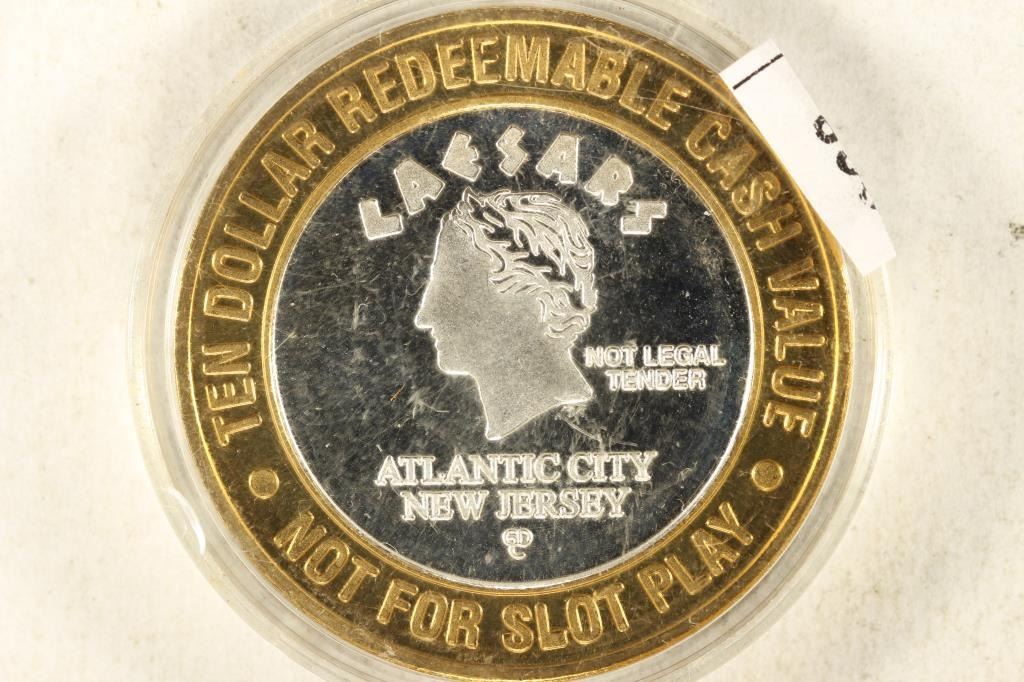 TEN DOLLAR REDEEMABLE CASH VALUE
CAESARS
NOT LEGAL
TENDER
ATLANTIC CITY
NEW JERSEY
NOT FOR SLOT PLAY